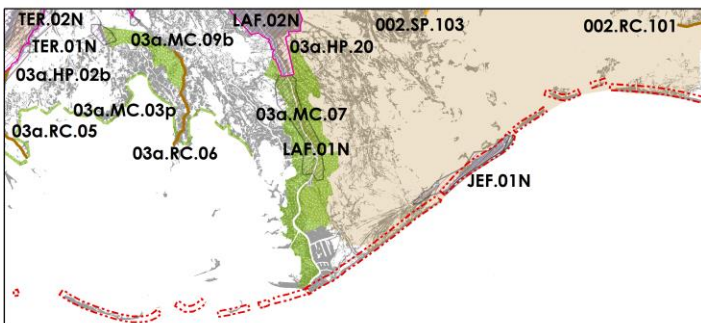 TER.02N
LAF.02N
002.SP.103
002.RC.101
TER.01N
03a.MC.09b
03a.HP.20
03a.HP.02b
03a.MC.03p
03a.MC.07
03a.RC.05
03a.RC.06
LAF.01N
JEF.01N